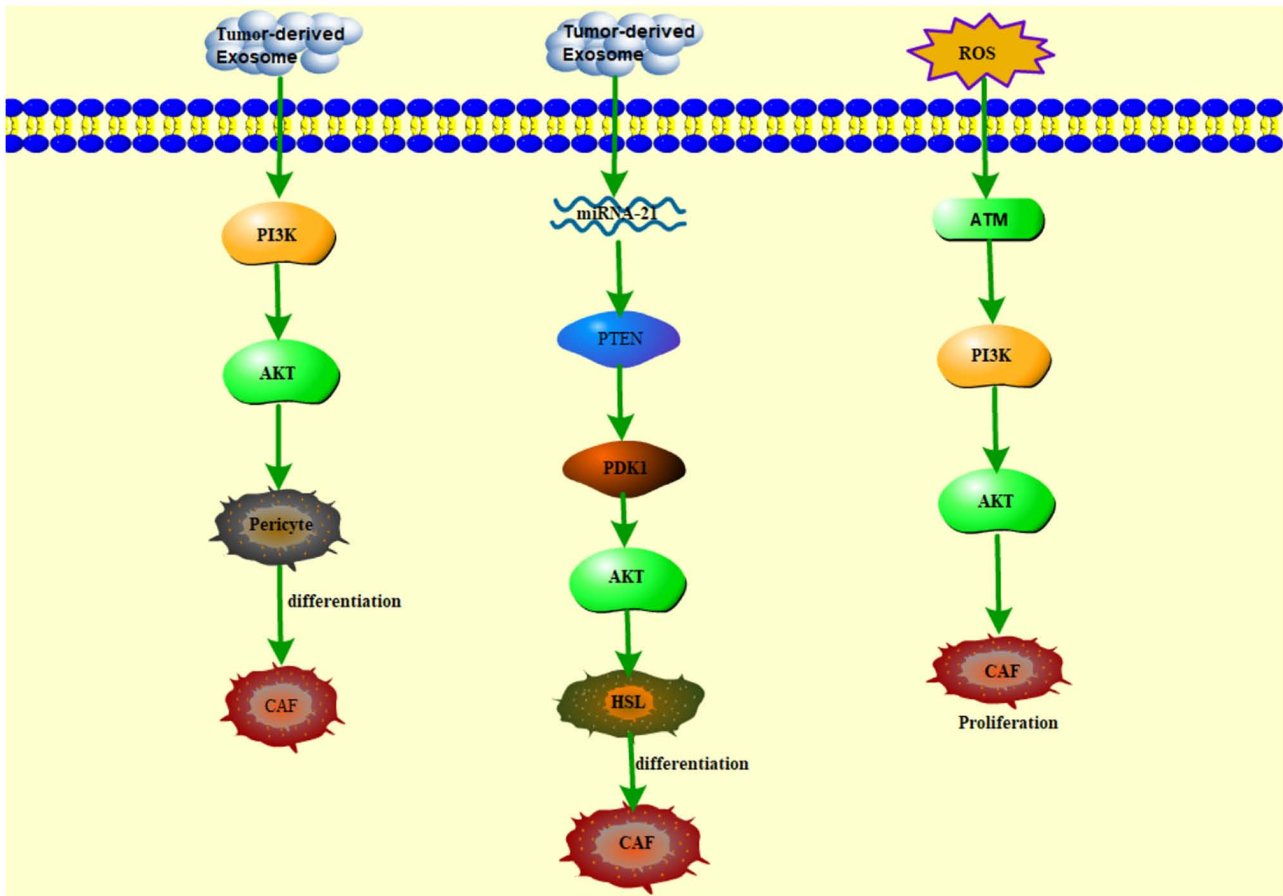 Tumor-derived
Exosome
PI3K
AKT
Pericyte
differentiation
CAF
Tumor-derived
Exosome
miRNA-21
PTEN
PDK1
AKT
HSL
differentiation
CAF
ROS
ATM
PI3K
AKT
CAF
Proliferation